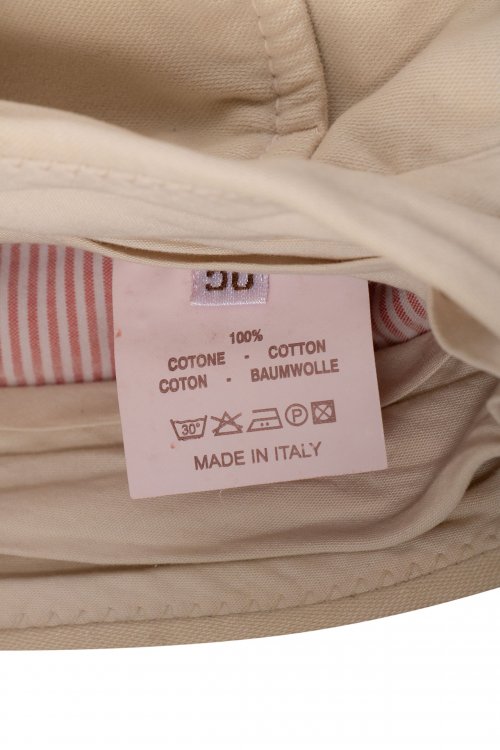 50
100%
COTONE - COTTON
COTON - BAUMWOLLE
30°
P
MADE IN ITALY